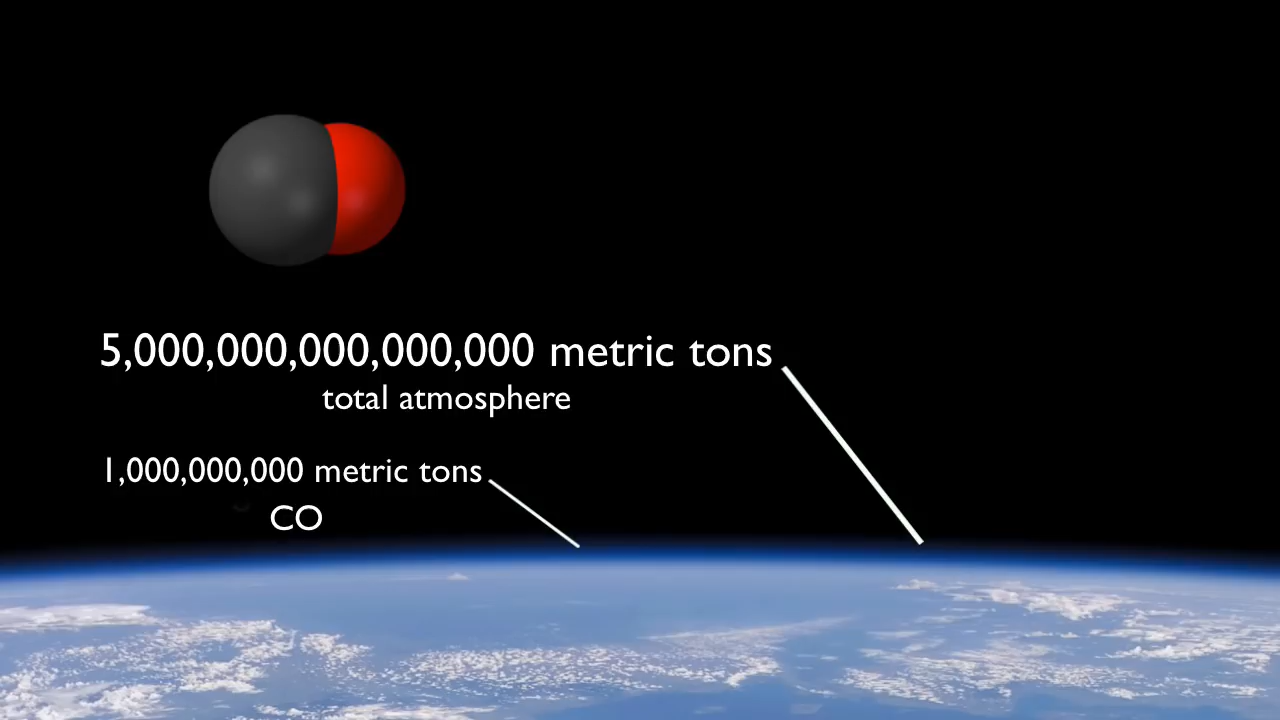 5,000,000,000,000,000 metric tons
total atmosphere
1,000,000,000 metric tons
CO